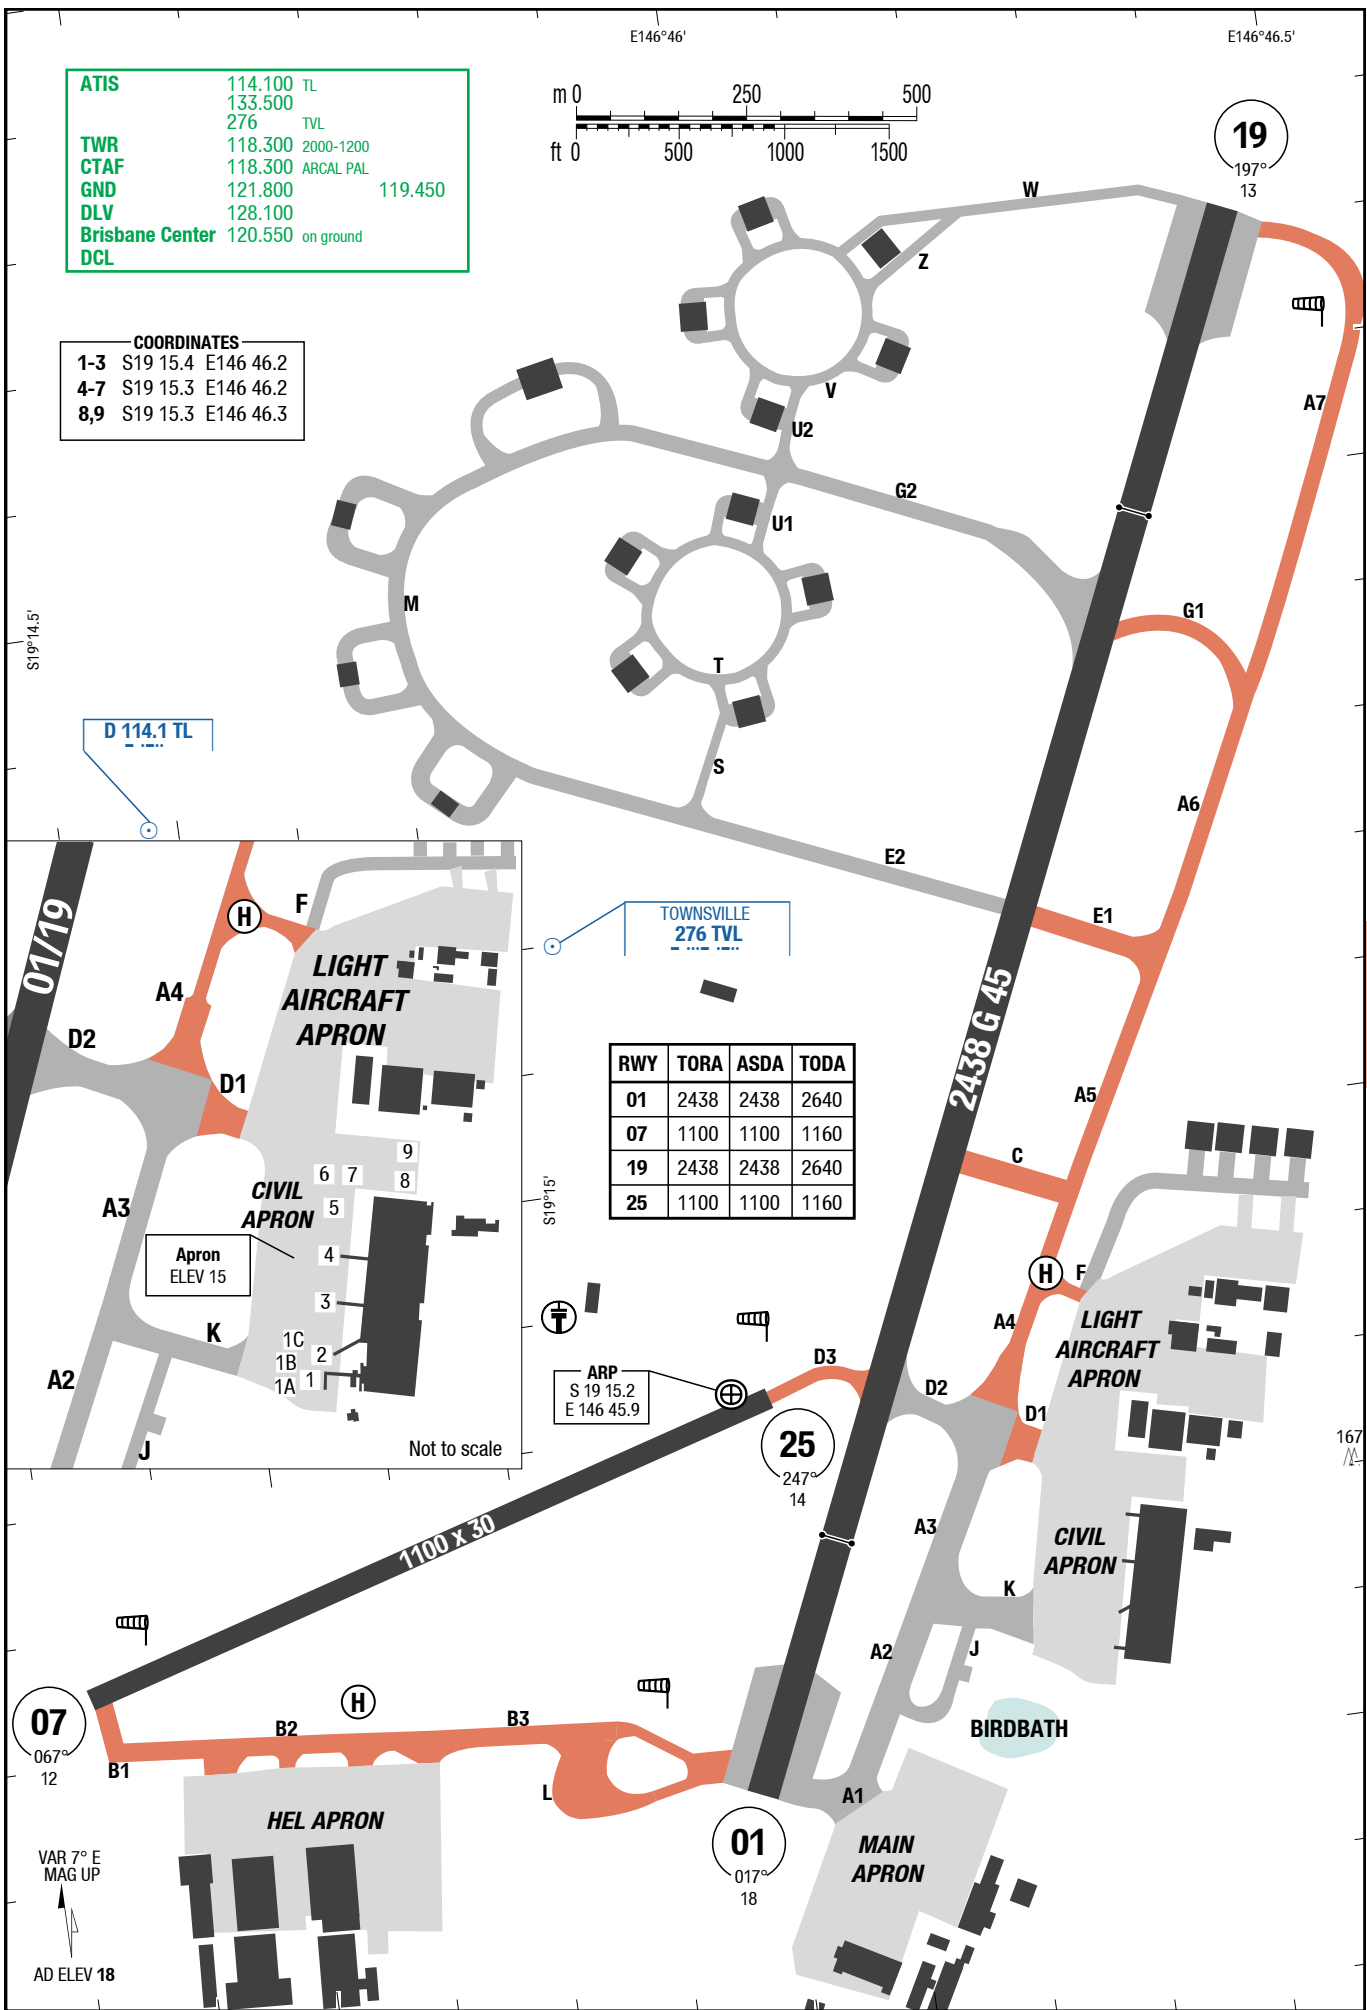 E146°46'
E146°46.5'
ATIS 114.100 TL
133.500
276 TVL
TWR 118.300 2000-1200
CTAF 118.300 ARCAL PAL
GND 121.800 119.450
DLV 128.100
Brisbane Center 120.550 on ground
DCL
m 0 250 500
ft 0 500 1000 1500
19
197°
13
W
Z
COORDINATES
1-3 S19 15.4 E146 46.2
4-7 S19 15.3 E146 46.2
8,9 S19 15.3 E146 46.3
V
A7
U2
G2
U1
M
G1
S19°14.5'
T
D 114.1 TL
S
A6
E2
TOWNSVILLE
276 TVL
E1
01/19
F
H
LIGHT
AIRCRAFT
APRON
A4
D2
D1
9
6 7 8
CIVIL
APRON
5
A3
Apron
ELEV 15
4
3
K
1C
1B 2
1A 1
A2
J
Not to scale
2438 G 45
RWY TORA ASDA TODA
01 2438 2438 2640
07 1100 1100 1160
19 2438 2438 2640
25 1100 1100 1160
A5
C
S19°15'
H
F
A4
LIGHT
AIRCRAFT
APRON
D3
ARP
S 19 15.2
E 146 45.9
D2
D1
25
247°
14
167
1100 x 30
A3
CIVIL
APRON
K
A2
J
07
067°
12
H
B1
B2
B3
BIRDBATH
L
A1
HEL APRON
01
017°
18
MAIN
APRON
VAR 7° E
MAG UP
AD ELEV 18